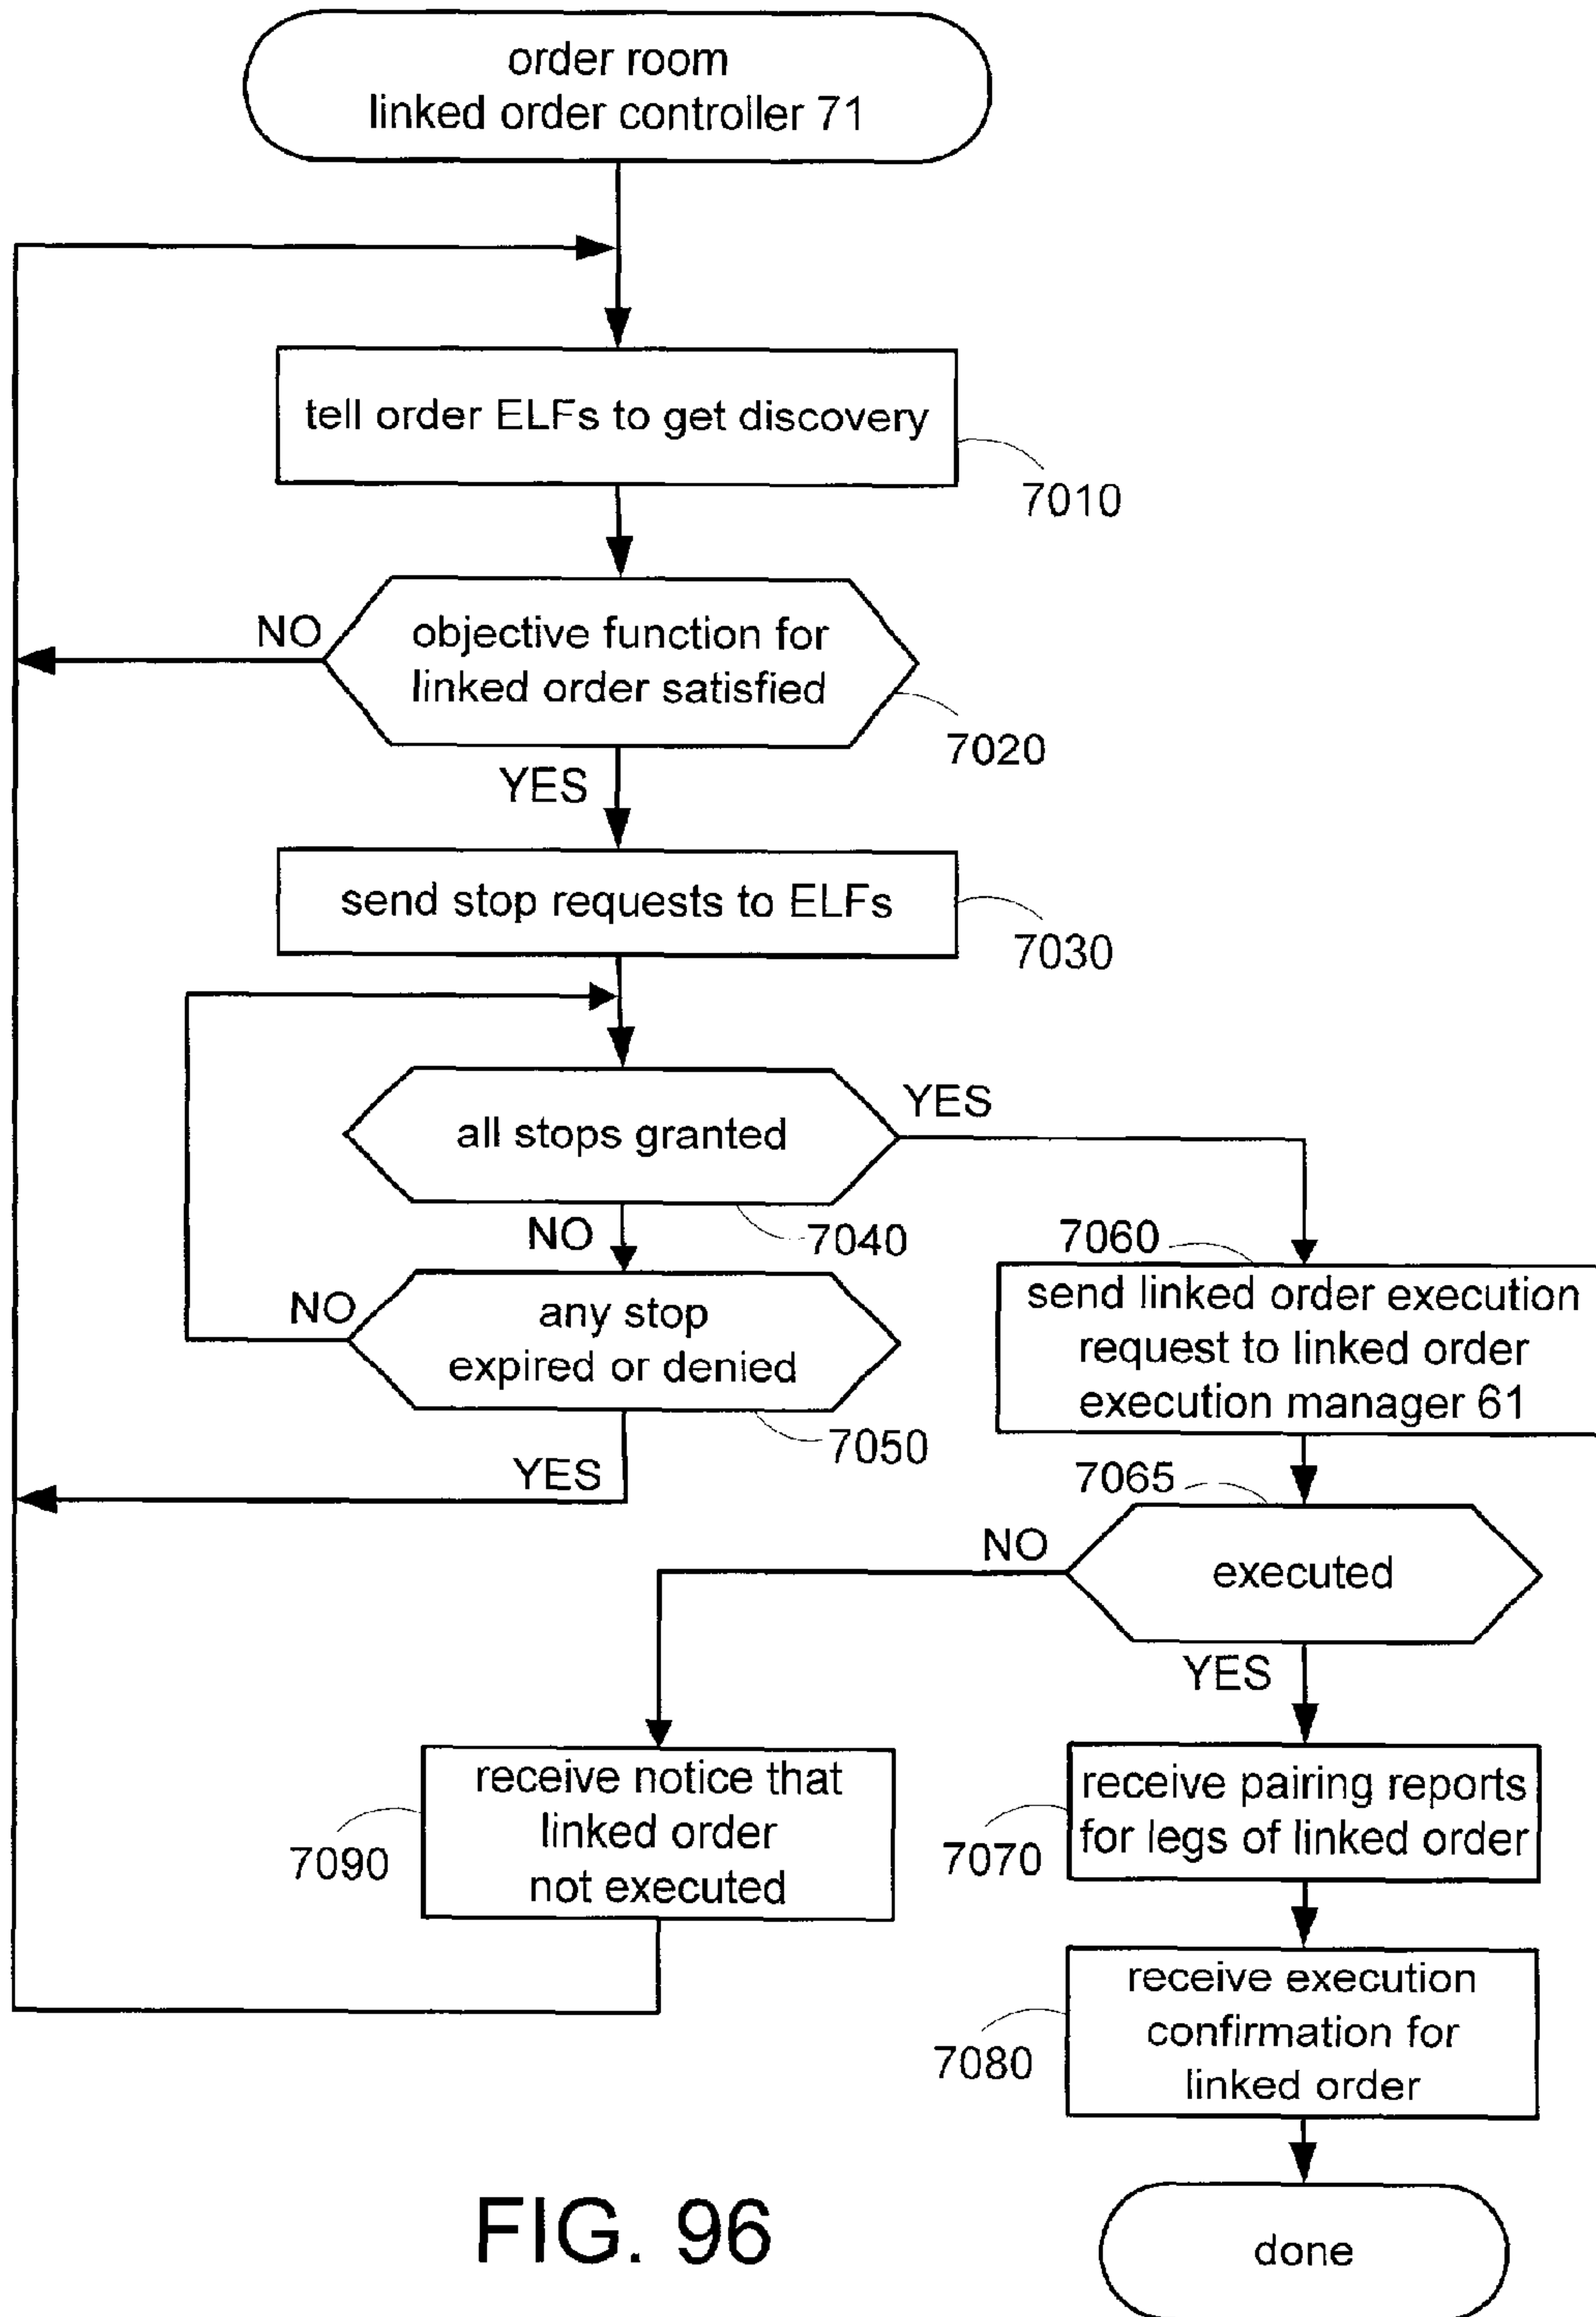 order room
linked order controller 71
tell order ELFs to get discovery
7010
NO
objective function for
linked order satisfied
7020
YES
send stop requests to ELFs
7030
all stops granted
YES
NO
7040
7060
send linked order execution
request to linked order
execution manager 61
NO
any stop
expired or denied
7050
YES
7065
NO
executed
YES
receive notice that
linked order
not executed
7090
receive pairing reports
for legs of linked order
7070
receive execution
confirmation for
linked order
7080
done
FIG. 96